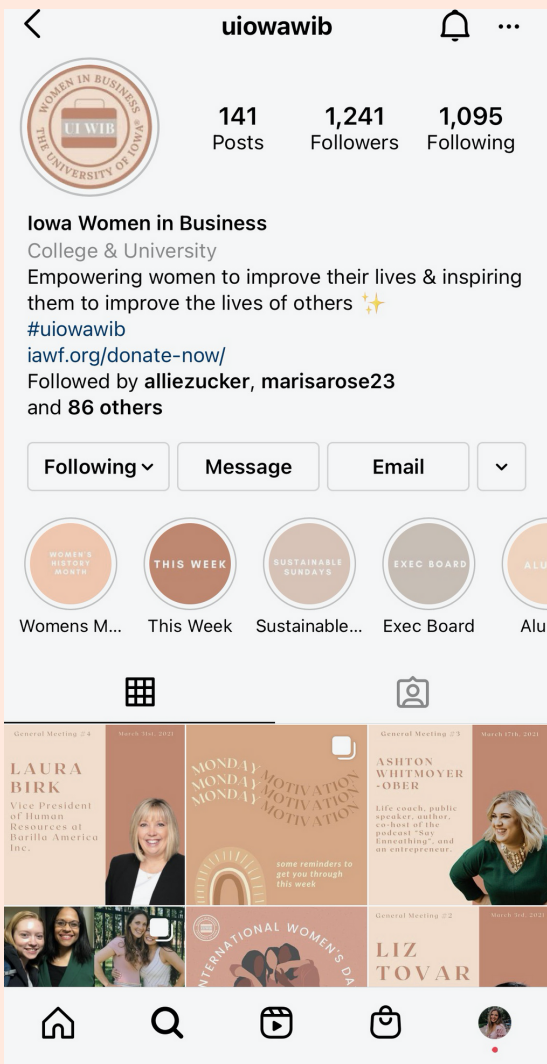 uiowawib
WOMEN IN BUSINESS
UI WIB
THE UNIVERSITY OF IOWA®
141
Posts
1,241
Followers
1,095
Following
Iowa Women in Business
College & University
Empowering women to improve their lives & inspiring
them to improve the lives of others ✨
#uiowawib
iawf.org/donate-now/
Followed by alliezucker, marisarose23
and 86 others
Following
Message
Email
WOMEN'S
HISTORY
MONTH
THIS WEEK
SUSTAINABLE
SUNDAYS
EXEC BOARD
ALU
Womens M...
This Week
Sustainable...
Exec Board
Alu
General Meeting #4
March 31st, 2021
LAURA
BIRK
Vice President
of Human
Resources at
Barilla America
Inc.
MONDAY
MONDAY
MONDAY
MOTIVATION
MOTIVATION
MOTIVATION
some reminders to
get you through
this week
General Meeting #3
March 17th, 2021
ASHTON
WHITMOYER
-OBER
Life coach, public
speaker, author,
co-host of the
podcast "Say
Enneathing", and
an entrepreneur.
NTERNATIONAL WOMEN'S DA
General Meeting #2
March 3rd, 2021
LIZ
TOVAR